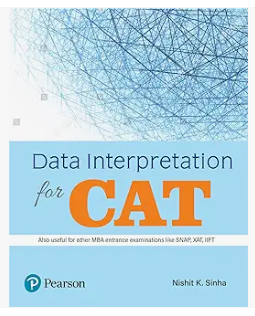 Data Interpretation
for CAT
Also useful for other MBA entrance examinations like SNAP, XAT, IIFT
Pearson
Nishit K. Sinha